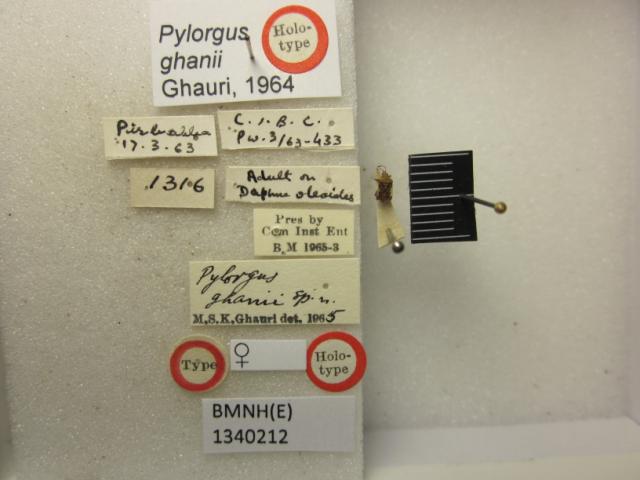 Pylorgus
ghanii
Ghauri, 1964
Holo-
type
17.3.63
C.I.B.C.
Pw.3/63-433
1316
Adult on
Daphne oleoides
Pres by
Com Inst Ent
B.M 1965-3
Pylorgus
ghanii sp. n.
M.S.K. Ghauri det. 1965
Type
♀
Holo-
type
BMNH(E)
1340212